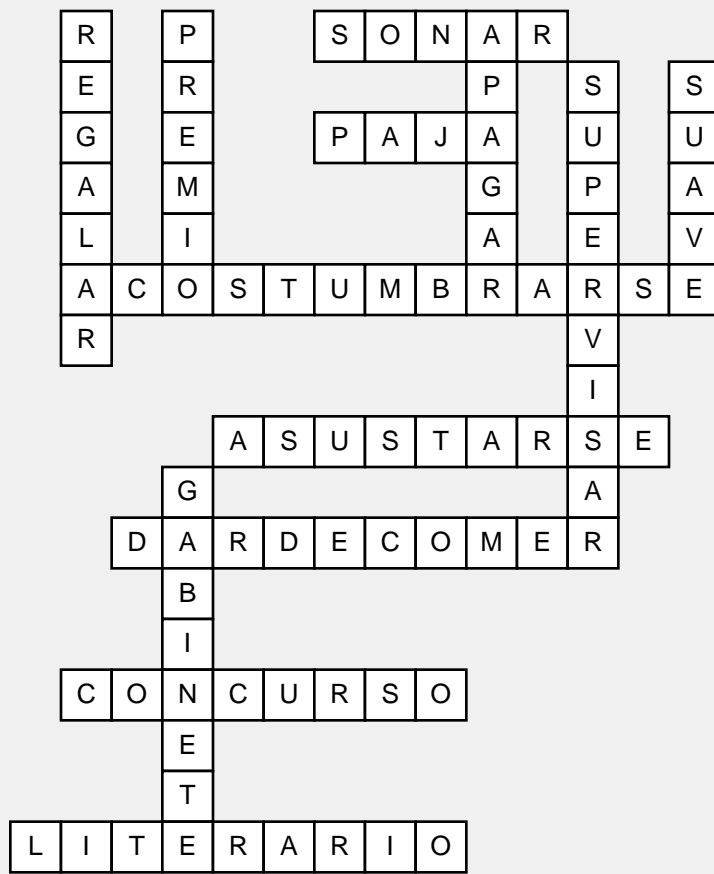 REGALAR
PREMIO
SONAR
APAGAR
SUPERVISAR
SUAVE
PAJA
ACOSTUMBRARSE
ASUSTARSE
GABINETE
DARDECOMER
CONCURSO
LITERARIO